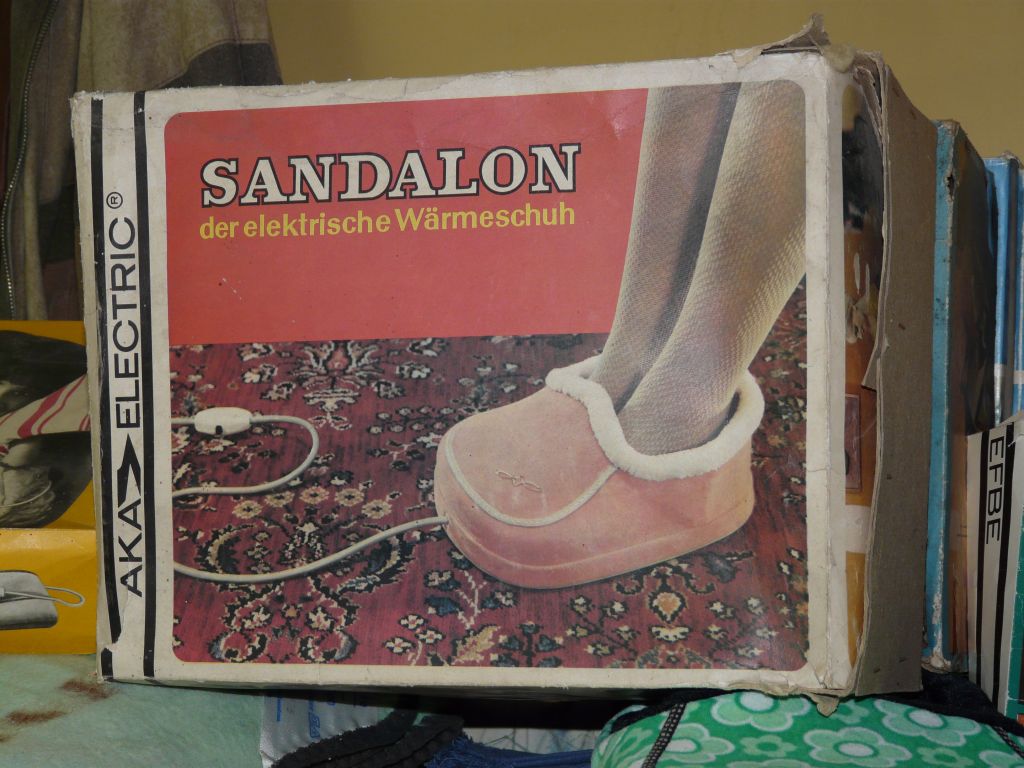 SANDALON
der elektrische Wärmeschuh
AKA ELECTRIC®
EFBE